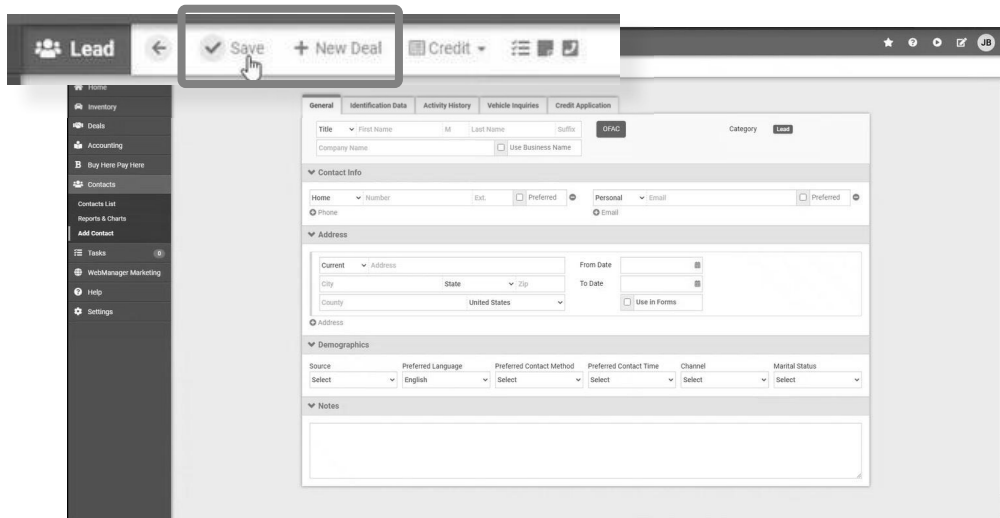 Lead Save + New Deal Credit
JB
Home
Inventory
Deals
Accounting
B Buy Here Pay Here
Contacts
Contacts List
Reports & Charts
Add Contact
Tasks 0
WebManager Marketing
Help
Settings
General Identification Data Activity History Vehicle Inquiries Credit Application
Title First Name M Last Name Suffix OFAC Category Lead
Company Name Use Business Name
Contact Info
Home Number Ext. Preferred Personal Email Preferred
Phone Email
Address
Current Address From Date
City State Zip To Date
County United States Use in Forms
Address
Demographics
Source Preferred Language Preferred Contact Method Preferred Contact Time Channel Marital Status
Select English Select Select Select Select
Notes